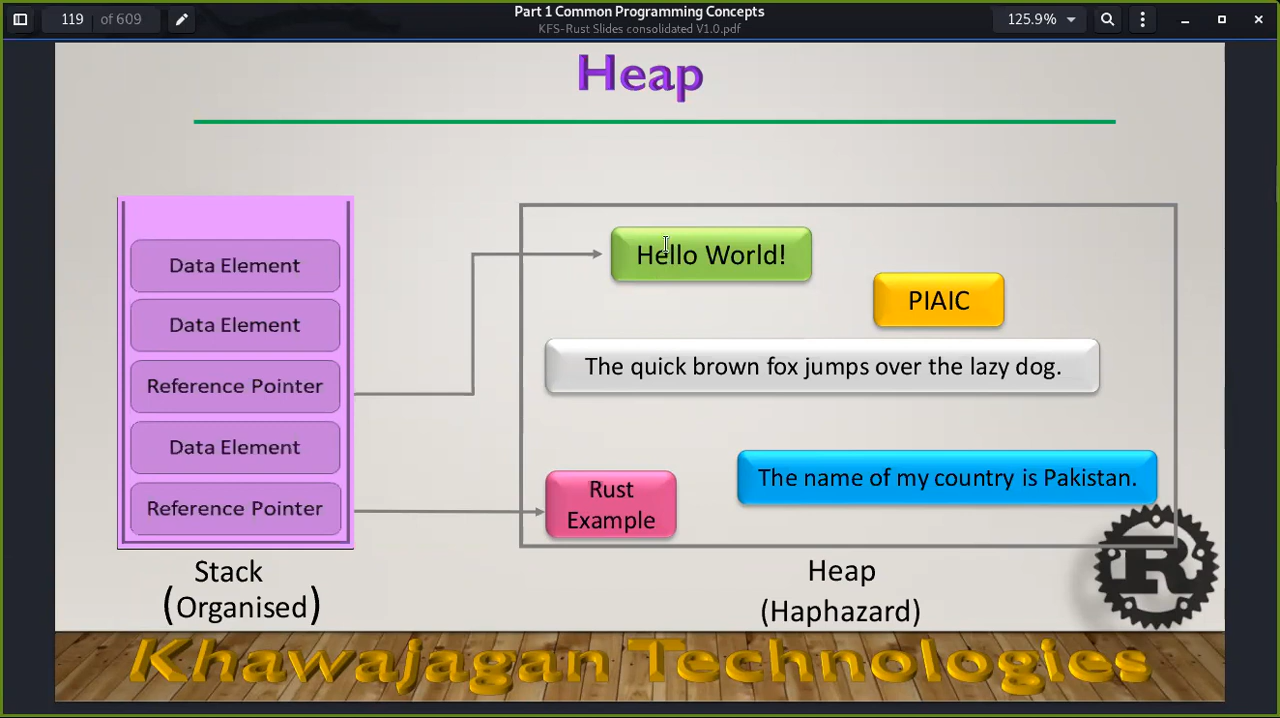 119 of 609
Part 1 Common Programming Concepts
KFS-Rust Slides consolidated V1.0.pdf
125.9%
Heap
Data Element
Data Element
Reference Pointer
Data Element
Reference Pointer
Stack
(Organised)
Hello World!
PIAIC
The quick brown fox jumps over the lazy dog.
The name of my country is Pakistan.
Rust
Example
Heap
(Haphazard)
R
Khawajagan Technologies